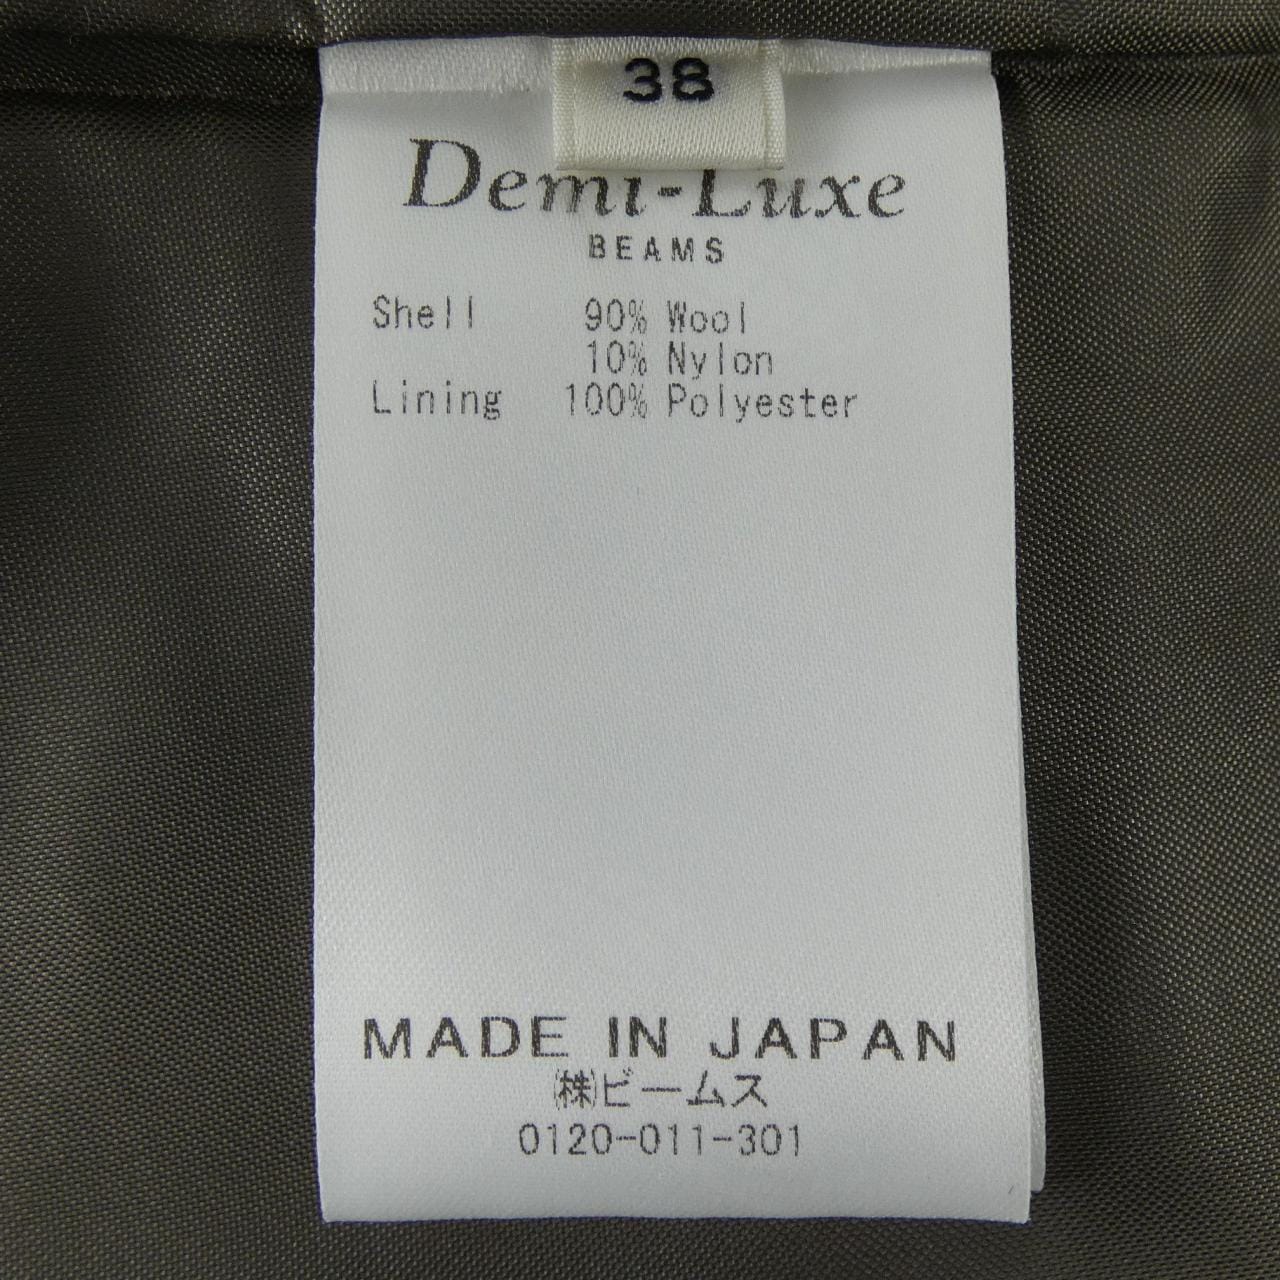 38
Demi-Luxe
BEAMS
Shell 90% Wool
10% Nylon
Lining 100% Polyester
MADE IN JAPAN
㈱ビームス
0120-011-301